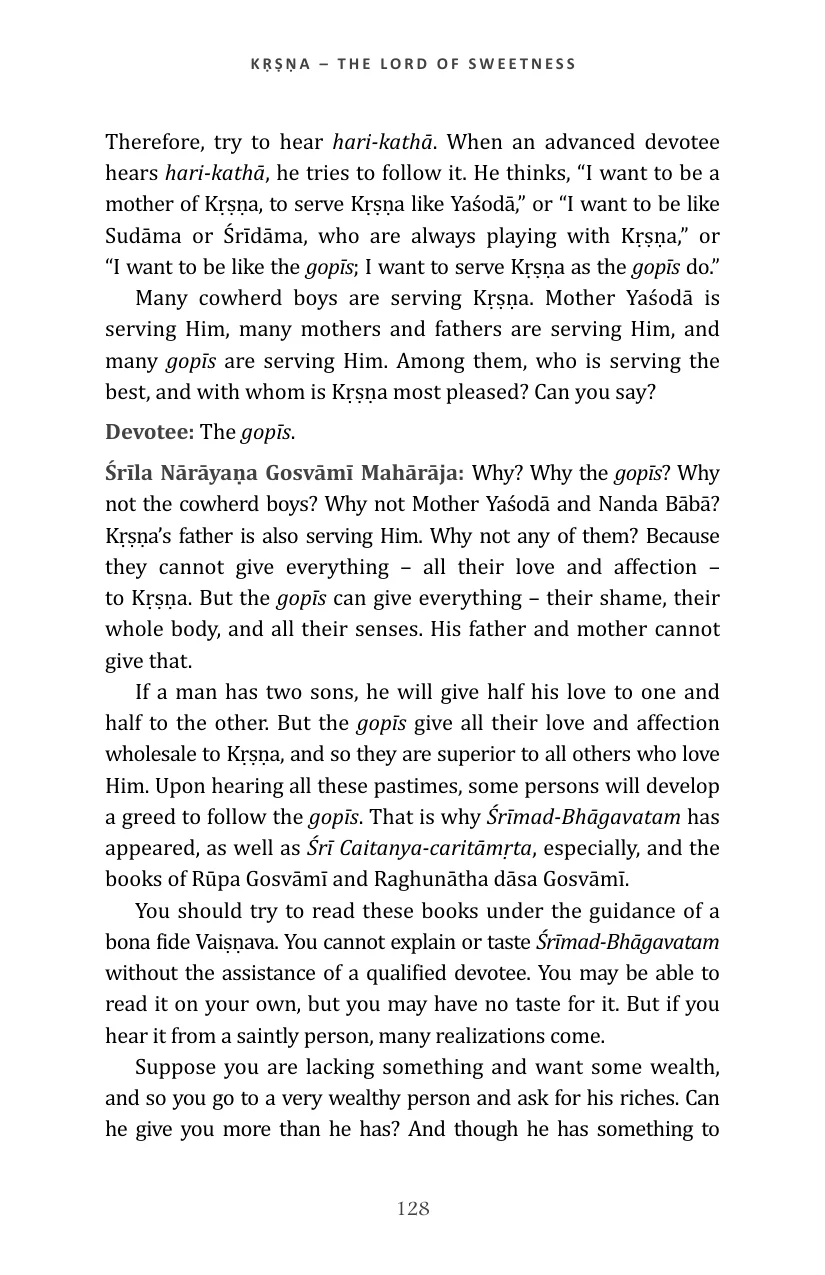 KṚṢṆA – THE LORD OF SWEETNESS
Therefore, try to hear hari-kathā. When an advanced devotee
hears hari-kathā, he tries to follow it. He thinks, “I want to be a
mother of Kṛṣṇa, to serve Kṛṣṇa like Yaśodā,” or “I want to be like
Sudāma or Śrīdāma, who are always playing with Kṛṣṇa,” or
“I want to be like the gopīs; I want to serve Kṛṣṇa as the gopīs do.”
Many cowherd boys are serving Kṛṣṇa. Mother Yaśodā is
serving Him, many mothers and fathers are serving Him, and
many gopīs are serving Him. Among them, who is serving the
best, and with whom is Kṛṣṇa most pleased? Can you say?
Devotee: The gopīs.
Śrīla Nārāyaṇa Gosvāmī Mahārāja: Why? Why the gopīs? Why
not the cowherd boys? Why not Mother Yaśodā and Nanda Bābā?
Kṛṣṇa’s father is also serving Him. Why not any of them? Because
they cannot give everything – all their love and affection –
to Kṛṣṇa. But the gopīs can give everything – their shame, their
whole body, and all their senses. His father and mother cannot
give that.
If a man has two sons, he will give half his love to one and
half to the other. But the gopīs give all their love and affection
wholesale to Kṛṣṇa, and so they are superior to all others who love
Him. Upon hearing all these pastimes, some persons will develop
a greed to follow the gopīs. That is why Śrīmad-Bhāgavatam has
appeared, as well as Śrī Caitanya-caritāmṛta, especially, and the
books of Rūpa Gosvāmī and Raghunātha dāsa Gosvāmī.
You should try to read these books under the guidance of a
bona fide Vaiṣṇava. You cannot explain or taste Śrīmad-Bhāgavatam
without the assistance of a qualified devotee. You may be able to
read it on your own, but you may have no taste for it. But if you
hear it from a saintly person, many realizations come.
Suppose you are lacking something and want some wealth,
and so you go to a very wealthy person and ask for his riches. Can
he give you more than he has? And though he has something to
128